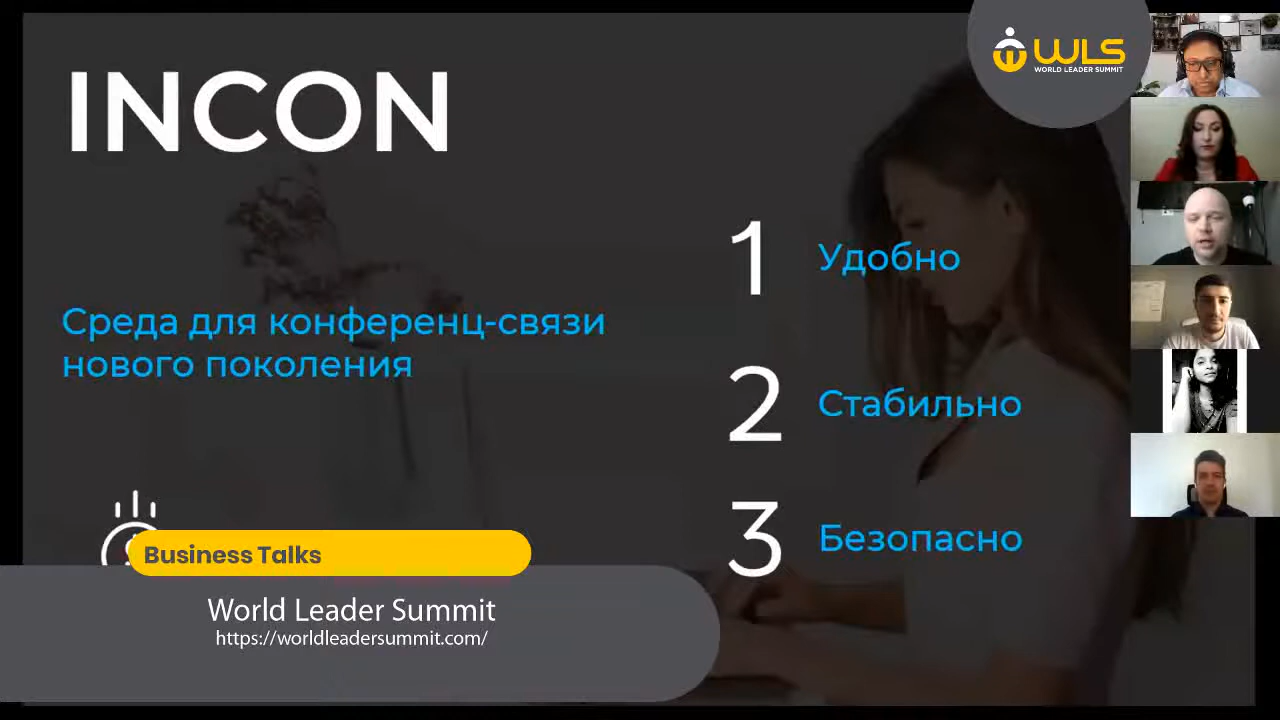 INCON
WLS
WORLD LEADER SUMMIT
1 Удобно
Среда для конференц-связи
нового поколения
2 Стабильно
3 Безопасно
Business Talks
World Leader Summit
https://worldleadersummit.com/